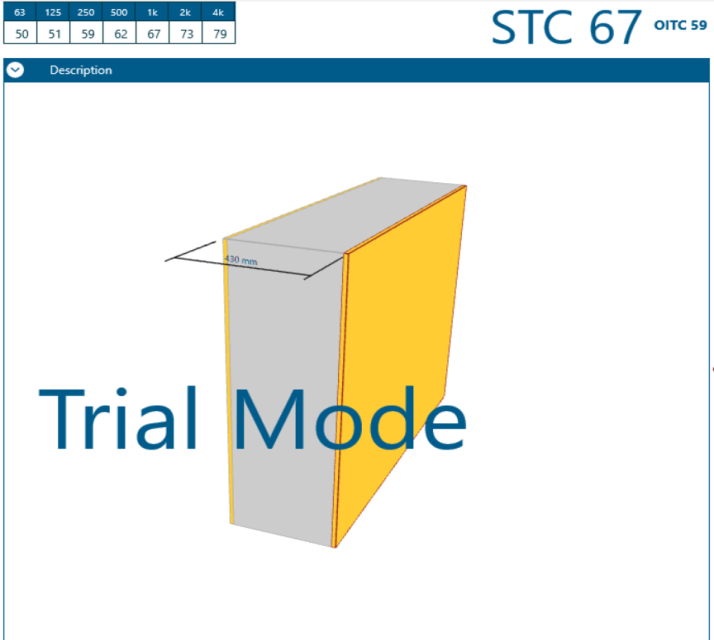 63 125 250 500 1k 2k 4k
50 51 59 62 67 73 79
STC 67 OITC 59
Description
430 mm
Trial Mode